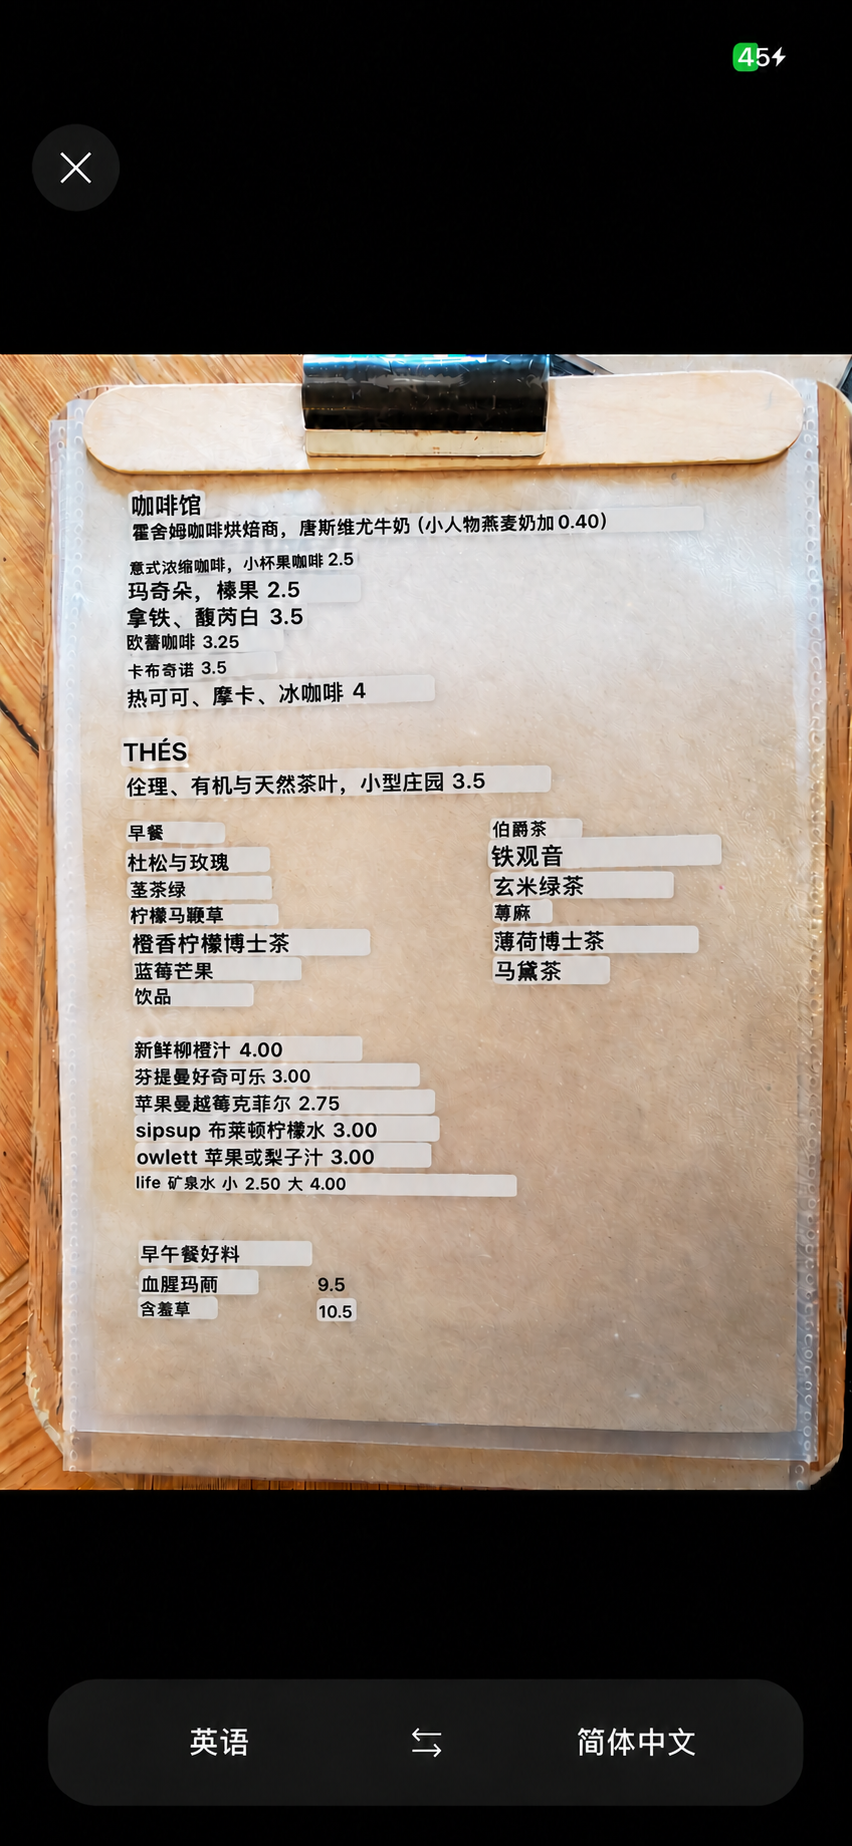 45
咖啡馆
霍舍姆咖啡烘焙商，唐斯维尤牛奶（小人物燕麦奶加0.40）
意式浓缩咖啡，小杯果咖啡 2.5
玛奇朵，榛果 2.5
拿铁、馥芮白 3.5
欧蕾咖啡 3.25
卡布奇诺 3.5
热可可、摩卡、冰咖啡 4
THÉS
佺理、有机与天然茶叶，小型庄园 3.5
早餐
杜松与玫瑰
茎茶绿
柠檬马鞭草
橙香柠檬博士茶
蓝莓芒果
饮品
伯爵茶
铁观音
玄米绿茶
荨麻
薄荷博士茶
马黛茶
新鲜柳橙汁 4.00
芬提曼好奇可乐 3.00
苹果曼越莓克菲尔 2.75
sipsup 布莱顿柠檬水 3.00
owlett 苹果或梨子汁 3.00
life 矿泉水 小 2.50 大 4.00
早午餐好料
血腥玛 9.5
含羞草 10.5
英语
简体中文